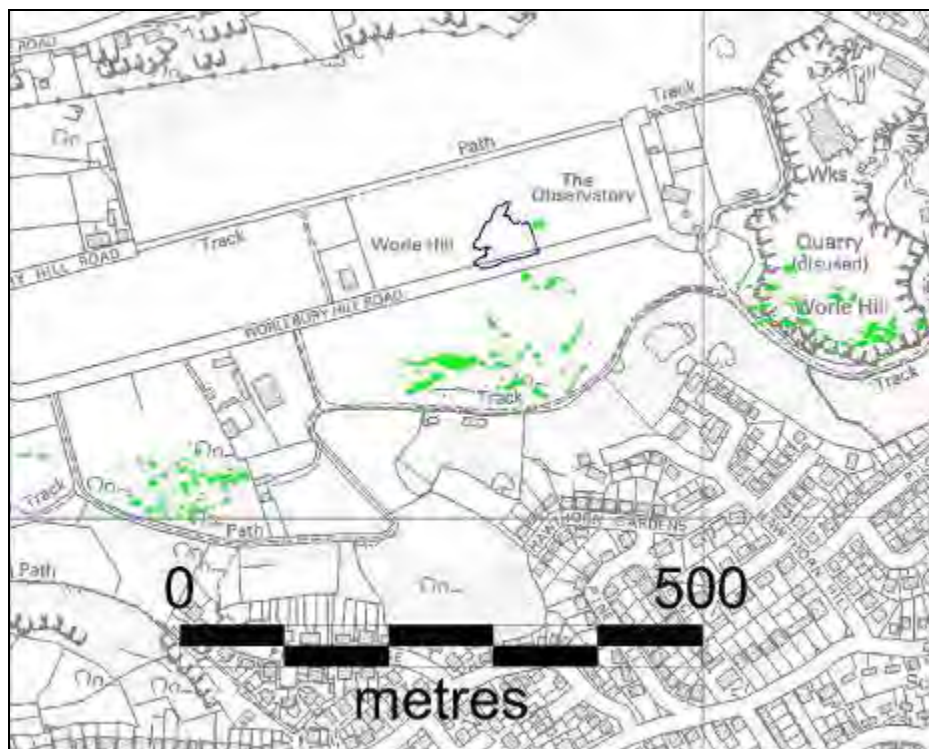 ROAD
Track
Path
The
Observatory
Wks
Track
Worle Hill
Quarry
(disused)
HILL ROAD
WORLEBURY HILL ROAD
Worle Hill
Track
Track
Track
Path
GARDENS
Path
0
500
metres